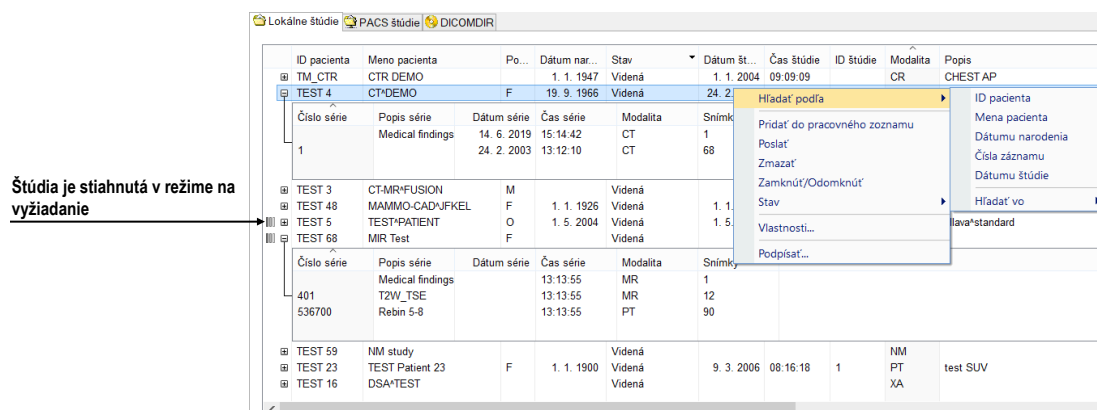 Lokálne štúdie PACS štúdie DICOMDIR
ID pacienta Meno pacienta Po... Dátum nar... Stav Dátum št... Čas štúdie ID štúdie Modalita Popis
TM_CTR CTR DEMO 1. 1. 1947 Videná 1. 1. 2004 09:09:09 CR CHEST AP
TEST 4 CT^DEMO F 19. 9. 1966 Videná 24. 2.
Číslo série Popis série Dátum série Čas série Modalita Snímk
Medical findings 14. 6. 2019 15:14:42 CT 1
1 24. 2. 2003 13:12:10 CT 68
TEST 3 CT-MR^FUSION M Videná
TEST 48 MAMMO-CAD^JFKEL F 1. 1. 1926 Videná 1. 1.
TEST 5 TEST^PATIENT O 1. 5. 2004 Videná 1. 5. lava^standard
TEST 68 MIR Test F Videná
Číslo série Popis série Dátum série Čas série Modalita Snímky
Medical findings 13:13:55 MR 1
401 T2W_TSE 13:13:55 MR 12
536700 Rebin 5-8 13:13:55 PT 90
TEST 59 NM study Videná NM
TEST 23 TEST Patient 23 F 1. 1. 1900 Videná 9. 3. 2006 08:16:18 1 PT test SUV
TEST 16 DSA^TEST Videná XA
Hľadať podľa
Pridať do pracovného zoznamu
Poslať
Zmazať
Zamknúť/Odomknúť
Stav
Vlastnosti...
Podpísať...
ID pacienta
Mena pacienta
Dátumu narodenia
Čísla záznamu
Dátumu štúdie
Hľadať vo
Štúdia je stiahnutá v režime na
vyžiadanie